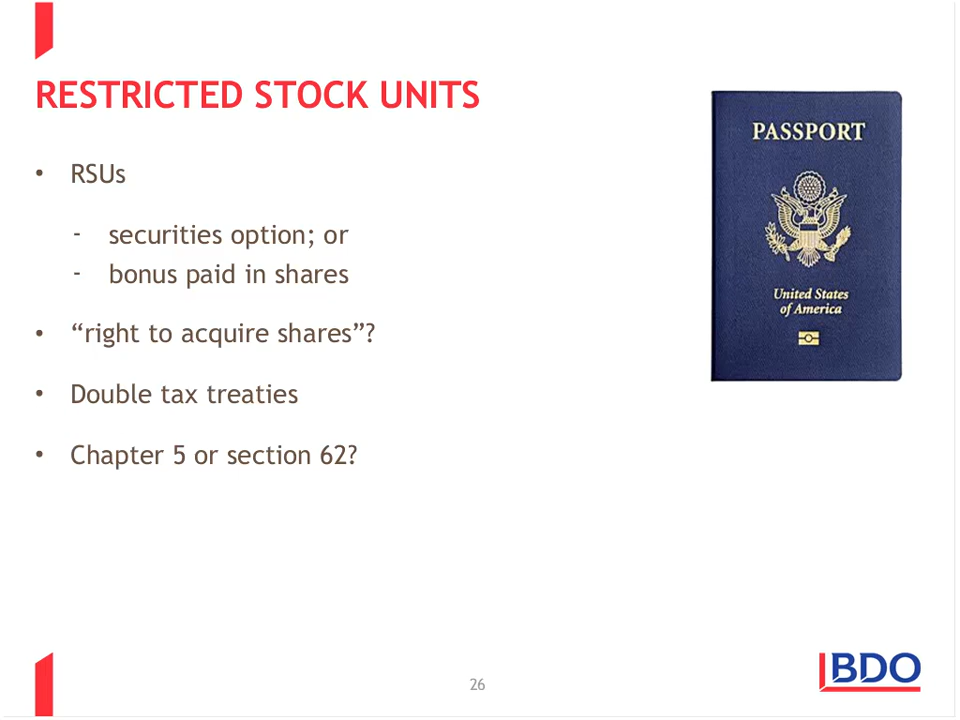 RESTRICTED STOCK UNITS
• RSUs
- securities option; or
- bonus paid in shares
• “right to acquire shares”?
• Double tax treaties
• Chapter 5 or section 62?
PASSPORT
United States
of America
26
BDO